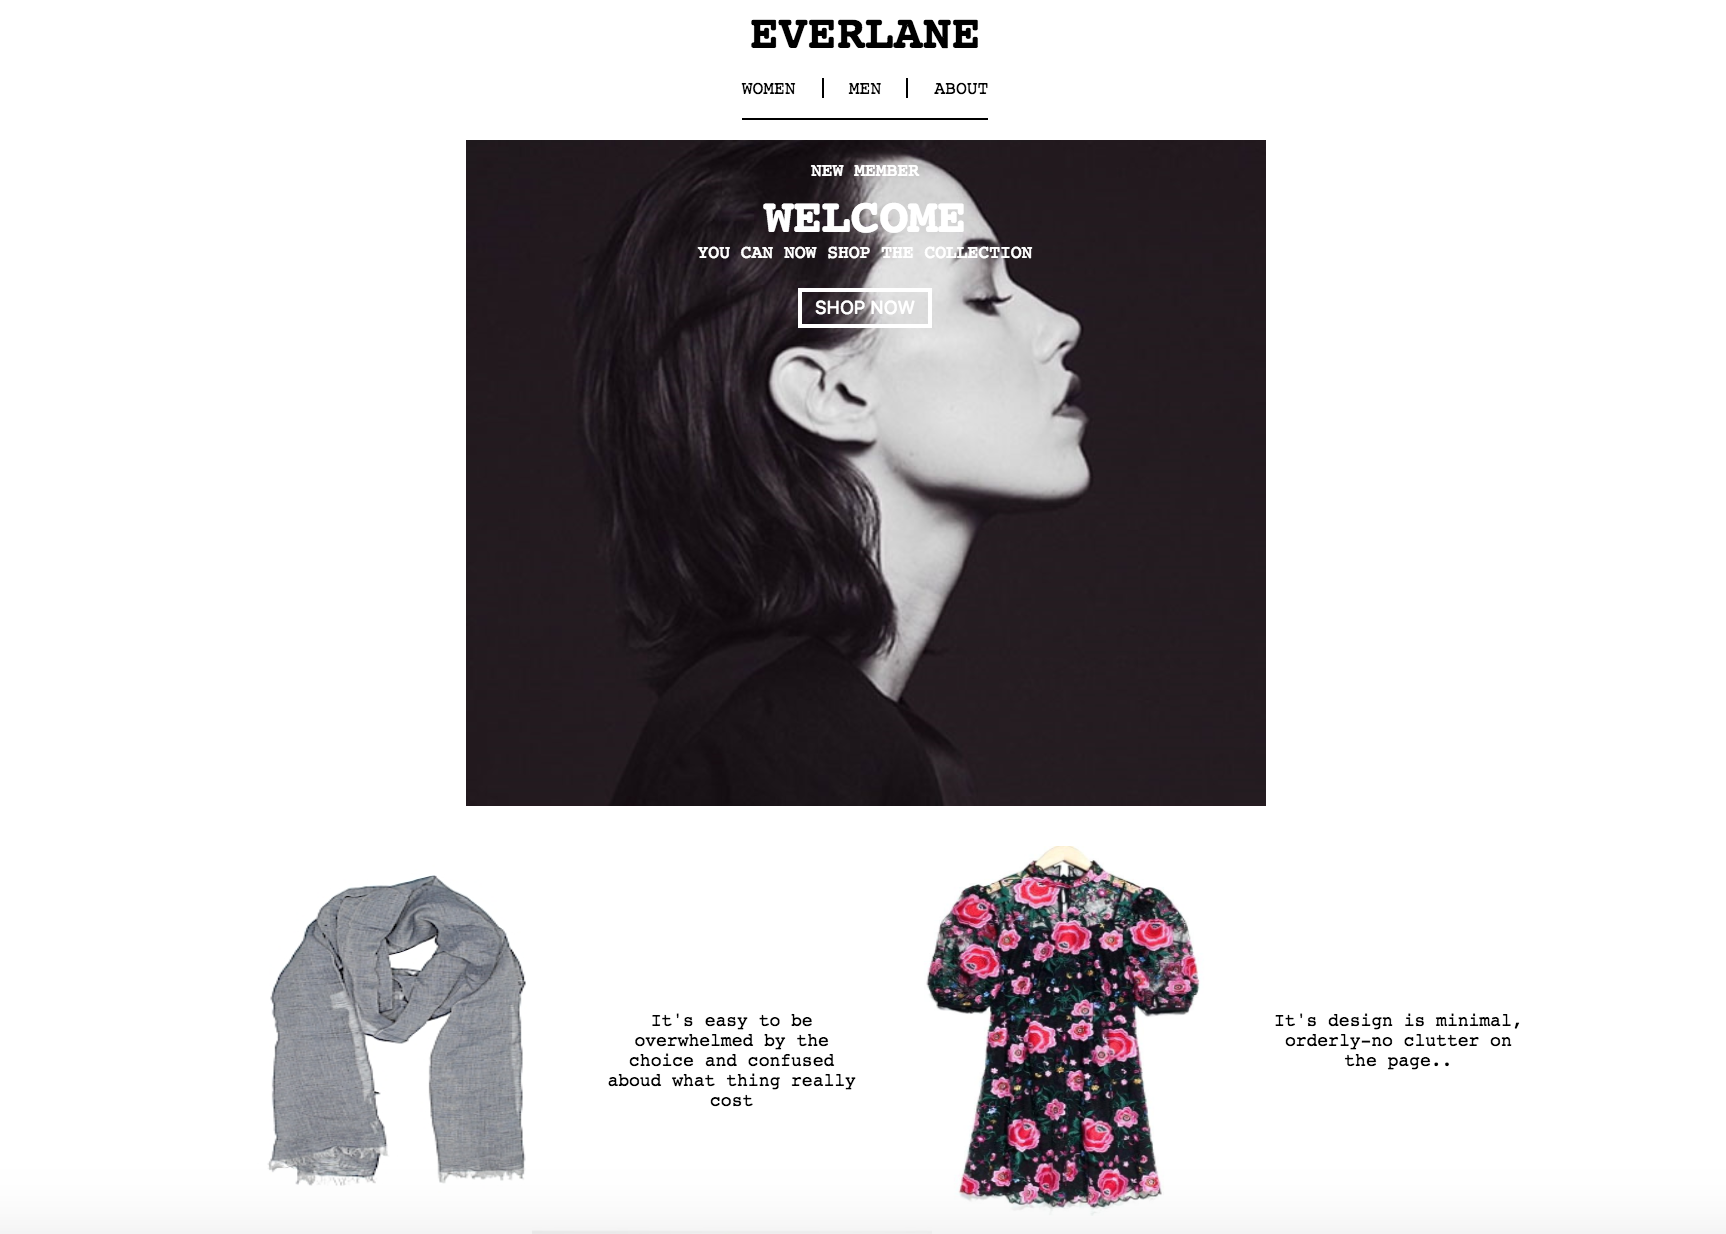 EVERLANE
WOMEN
MEN
ABOUT
NEW MEMBER
WELCOME
YOU CAN NOW SHOP THE COLLECTION
SHOP NOW
It's easy to be
overwhelmed by the
choice and confused
aboud what thing really
cost
It's design is minimal,
orderly-no clutter on
the page..